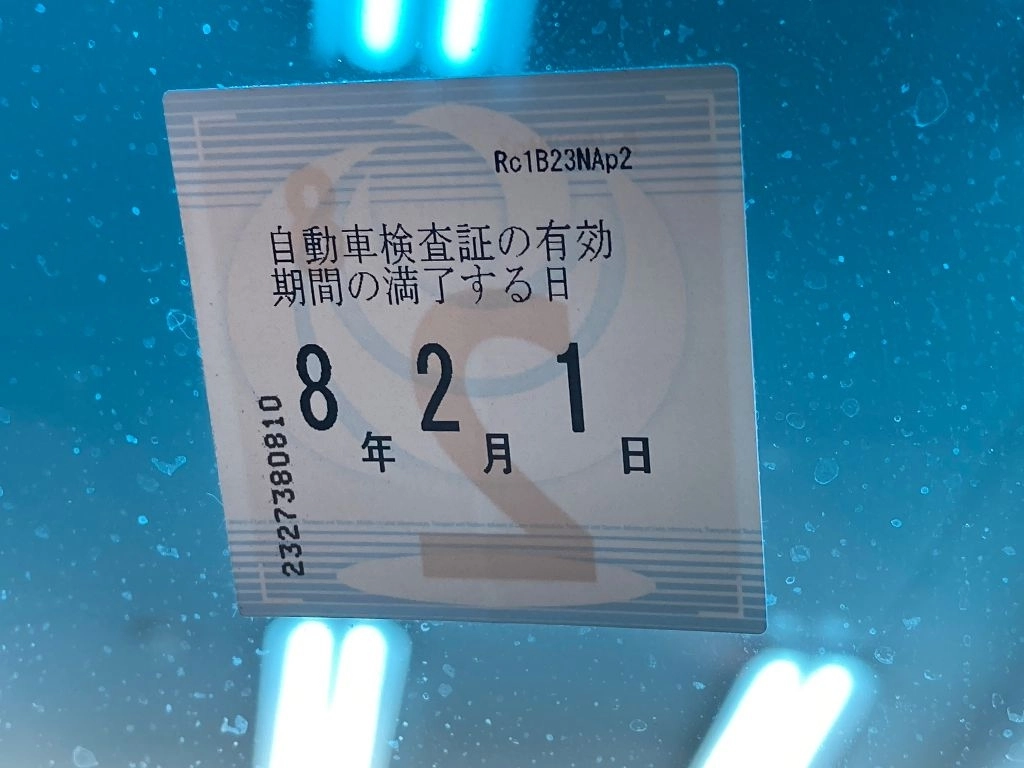 Rc1B23NAp2
自動車検査証の有効
期間の満了する日
8年2月1日
2327380810